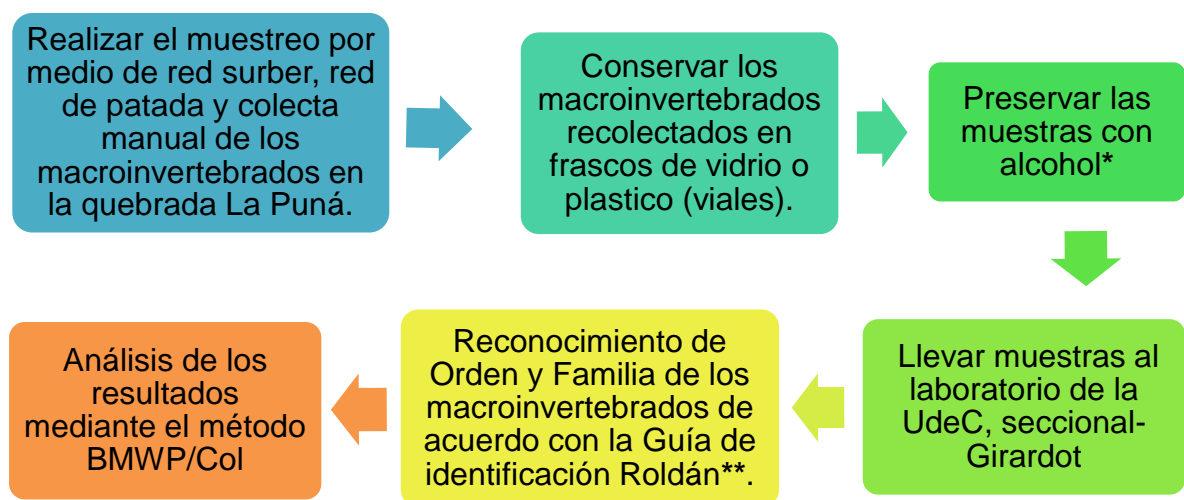 Realizar el muestreo por
medio de red surber, red
de patada y colecta
manual de los
macroinvertebrados en
la quebrada La Puná.
Conservar los
macroinvertebrados
recolectados en
frascos de vidrio o
plastico (viales).
Preservar las
muestras con
alcohol*
Llevar muestras al
laboratorio de la
UdeC, seccional-
Girardot
Reconocimiento de
Orden y Familia de los
macroinvertebrados de
acuerdo con la Guía de
identificación Roldán**.
Análisis de los
resultados
mediante el método
BMWP/Col